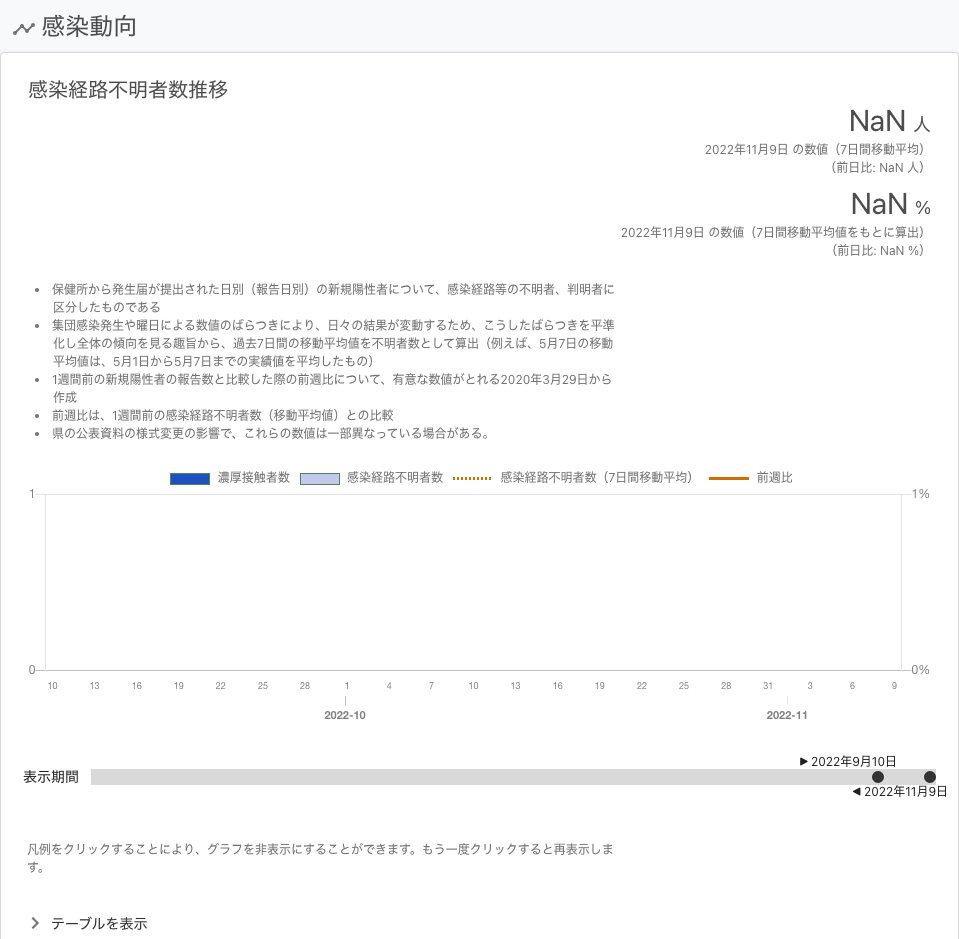 感染動向
感染経路不明者数推移
NaN 人
2022年11月9日 の数値（7日間移動平均）
（前日比: NaN 人）
NaN %
2022年11月9日 の数値（7日間移動平均値をもとに算出）
（前日比: NaN %）
• 保健所から発生届が提出された日別（報告日別）の新規陽性者について、感染経路等の不明者、判明者に
区分したものである
• 集団感染発生や曜日による数値のばらつきにより、日々の結果が変動するため、こうしたばらつきを平準
化し全体の傾向を見る趣旨から、過去7日間の移動平均値を不明者数として算出（例えば、5月7日の移動
平均値は、5月1日から5月7日までの実績値を平均したもの）
• 1週間前の新規陽性者の報告数と比較した際の前週比について、有意な数値がとれる2020年3月29日から
作成
• 前週比は、1週間前の感染経路不明者数（移動平均値）との比較
• 県の公表資料の様式変更の影響で、これらの数値は一部異なっている場合がある。
濃厚接触者数 感染経路不明者数 感染経路不明者数（7日間移動平均） 前週比
1 1%
0 0%
10 13 16 19 22 25 28 1 4 7 10 13 16 19 22 25 28 31 3 6 9
2022-10 2022-11
▶ 2022年9月10日
表示期間
◀ 2022年11月9日
凡例をクリックすることにより、グラフを非表示にすることができます。もう一度クリックすると再表示しま
す。
テーブルを表示